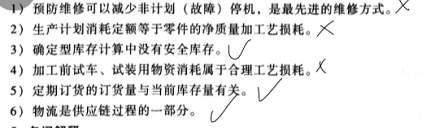 1) 预防维修可以减少非计划（故障）停机，是最先进的维修方式。✗
2) 生产计划消耗定额等于零件的净质量加工艺损耗。✗
3) 确定型库存计算中没有安全库存。✓
4) 加工前试车、试装用物资消耗属于合理工艺损耗。✗
5) 定期订货的订货量与当前库存量有关。✓
6) 物流是供应链过程的一部分。✓